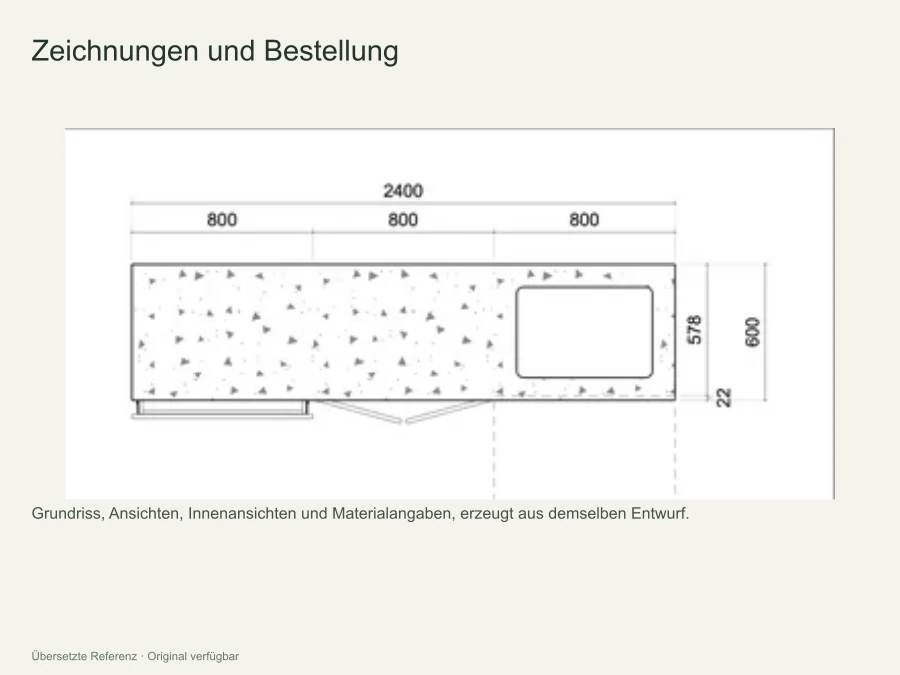 Zeichnungen und Bestellung
2400
800 800 800
578
600
22
Grundriss, Ansichten, Innenansichten und Materialangaben, erzeugt aus demselben Entwurf.
Übersetzte Referenz · Original verfügbar